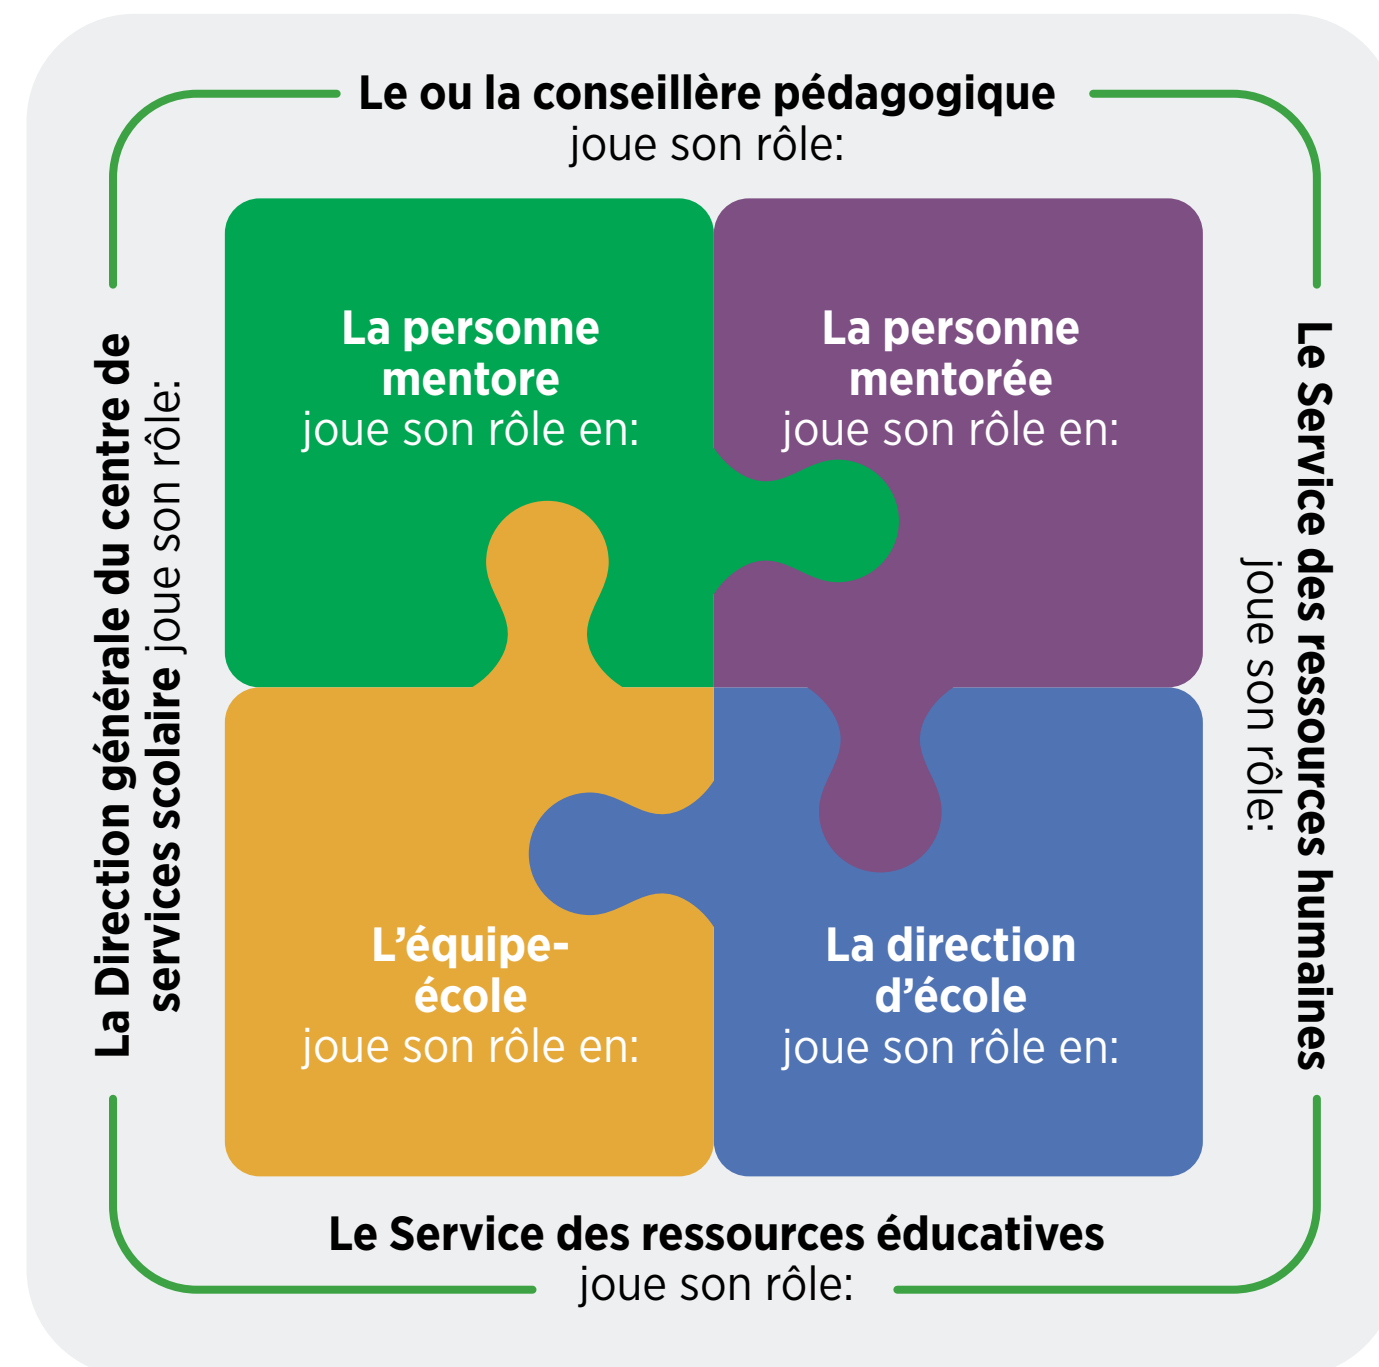 Le ou la conseillère pédagogique
joue son rôle:
La personne
mentore
joue son rôle en:
La personne
mentorée
joue son rôle en:
La Direction générale du centre de
services scolaire joue son rôle:
Le Service des ressources humaines
joue son rôle:
L’équipe-
école
joue son rôle en:
La direction
d’école
joue son rôle en:
Le Service des ressources éducatives
joue son rôle: